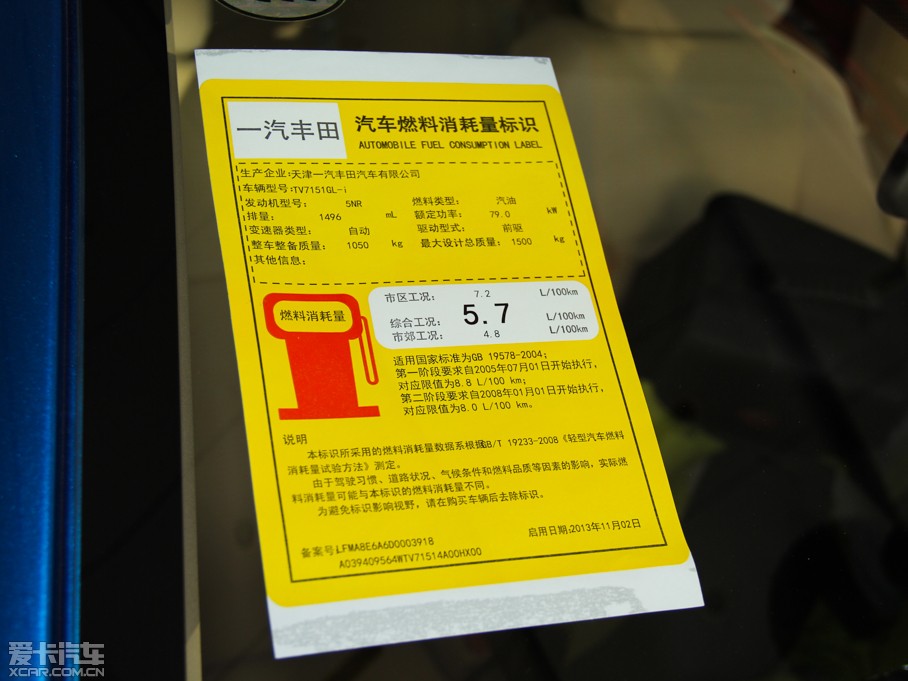 一汽丰田
汽车燃料消耗量标识
AUTOMOBILE FUEL CONSUMPTION LABEL
生产企业:天津一汽丰田汽车有限公司
车辆型号:TV7151GL-i
发动机型号: 5NR 燃料类型: 汽油
排量: 1496 mL 额定功率: 79.0 kW
变速器类型: 自动 驱动型式: 前驱
整车整备质量: 1050 kg 最大设计总质量: 1500 kg
其他信息:
燃料消耗量
市区工况: 7.2 L/100km
综合工况: 5.7 L/100km
市郊工况: 4.8 L/100km
适用国家标准为GB 19578-2004;
第一阶段要求自2005年07月01日开始执行,
对应限值为8.8 L/100 km;
第二阶段要求自2008年01月01日开始执行,
对应限值为8.0 L/100 km。
说明
本标识所采用的燃料消耗量数据系根据GB/T 19233-2008《轻型汽车燃料
消耗量试验方法》测定。
由于驾驶习惯、道路状况、气候条件和燃料品质等因素的影响,实际燃
料消耗量可能与本标识的燃料消耗量不同。
为避免标识影响视野,请在购买车辆后去除标识。
备案号:LFMA8E6A6D0003918 启用日期:2013年11月02日
A039409564WTV71514A00HX00
爱卡汽车
XCAR.COM.CN